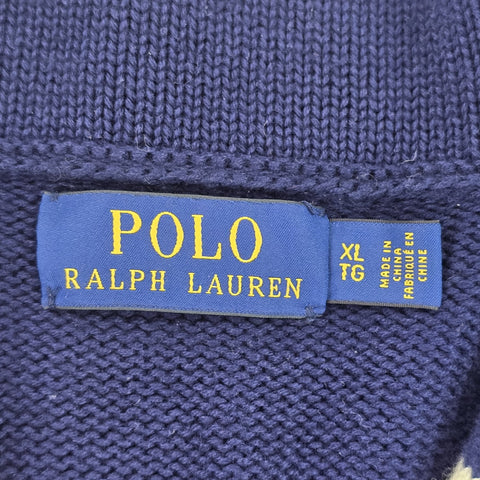 POLO
RALPH LAUREN
XL
TG
MADE IN
CHINA
FABRIQUÉ EN
CHINE